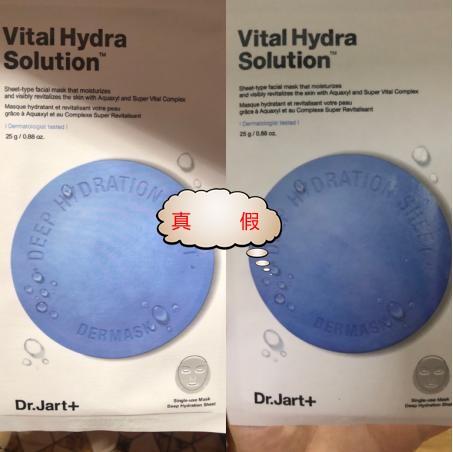 Vital Hydra
Solution™
Sheet-type facial mask that moisturizes
and visibly revitalizes the skin with Aquaxyl and Super Vital Complex
Masque hydratant et revitalisant votre peau
grâce à Aquaxyl et au Complexe Super Revitalisant
| Dermatologist tested |
25 g / 0.88 oz.
DEEP HYDRATION
DERMASK
Single-use Mask
Deep Hydration Sheet
Dr.Jart+
真 假
Vital Hydra
Solution™
Sheet-type facial mask that moisturizes
and visibly revitalizes the skin with Aquaxyl and Super Vital Complex
Masque hydratant et revitalisant votre peau
grâce à Aquaxyl et au Complexe Super Revitalisant
| Dermatologist tested |
25 g / 0.88 oz.
HYDRATION SHEET
DERMASK
Single-use Mask
Deep Hydration Sheet
Dr.Jart+